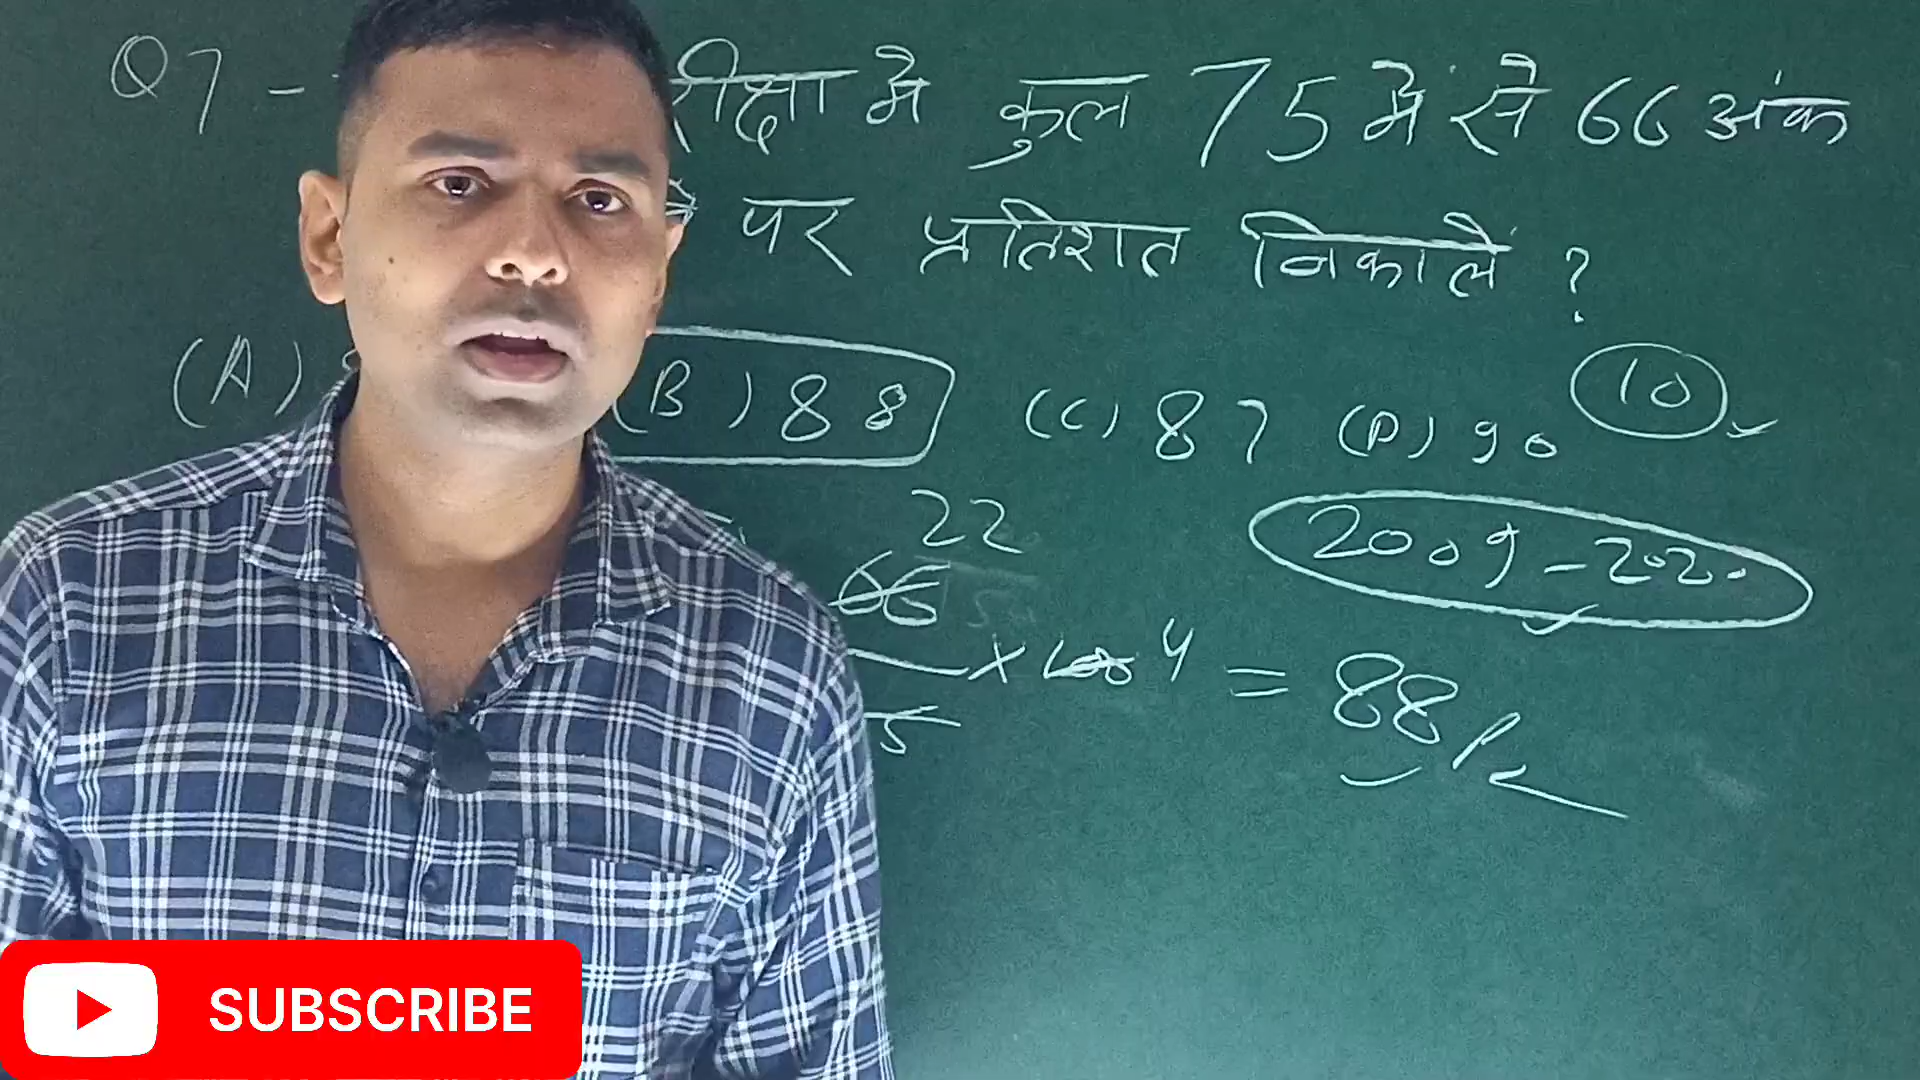 Q7 - रीक्षा में कुल 75 में से 66 अंक
पर प्रतिशत निकालें ?
(A) (B) 88 (C) 87 (D) 90
10
22
2009-2020
66
× 100 4 = 88%
5
SUBSCRIBE